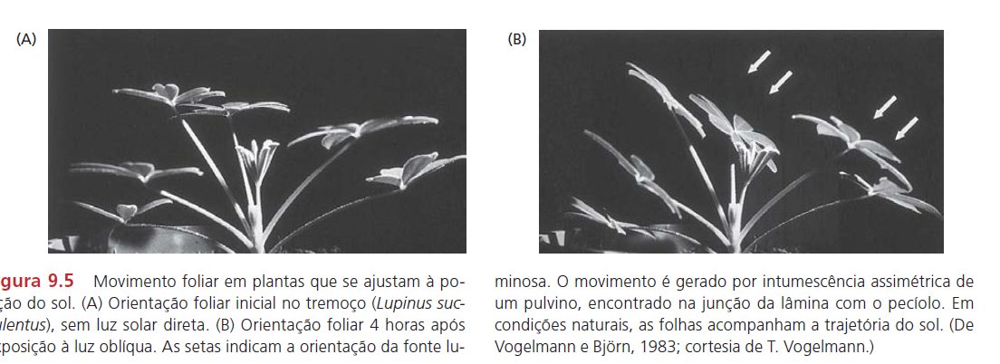 (A)
(B)
gura 9.5 Movimento foliar em plantas que se ajustam à po-
ção do sol. (A) Orientação foliar inicial no tremoço (Lupinus suc-
ulentus), sem luz solar direta. (B) Orientação foliar 4 horas após
xposição à luz oblíqua. As setas indicam a orientação da fonte lu-
minosa. O movimento é gerado por intumescência assimétrica de
um pulvino, encontrado na junção da lâmina com o pecíolo. Em
condições naturais, as folhas acompanham a trajetória do sol. (De
Vogelmann e Björn, 1983; cortesia de T. Vogelmann.)